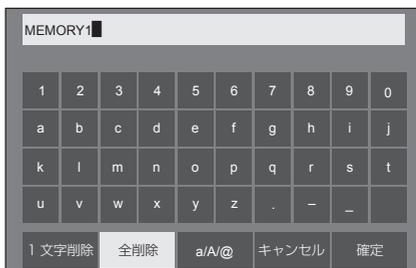 MEMORY1
1 2 3 4 5 6 7 8 9 0
a b c d e f g h i j
k l m n o p q r s t
u v w x y z . – _
1文字削除 全削除 a/A/@ キャンセル 確定